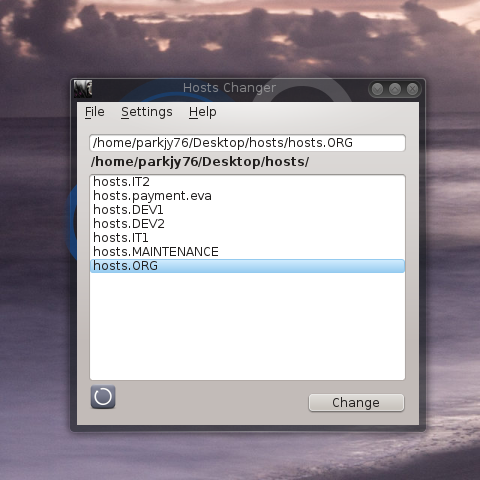 Hosts Changer
File Settings Help
/home/parkjy76/Desktop/hosts/hosts.ORG
/home/parkjy76/Desktop/hosts/
hosts.IT2
hosts.payment.eva
hosts.DEV1
hosts.DEV2
hosts.IT1
hosts.MAINTENANCE
hosts.ORG
Change